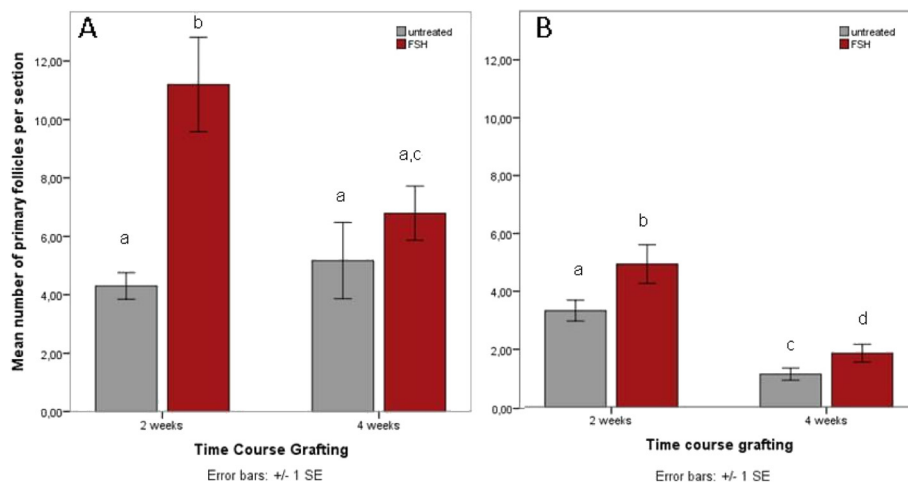 A
untreated
FSH
Mean number of primary follicles per section
12,00
10,00
8,00
6,00
4,00
2,00
0,00
a
b
a
a,c
2 weeks
4 weeks
Time Course Grafting
Error bars: +/- 1 SE
B
untreated
FSH
12,00
10,00
8,00
6,00
4,00
2,00
0,00
a
b
c
d
2 weeks
4 weeks
Time course grafting
Error bars: +/- 1 SE